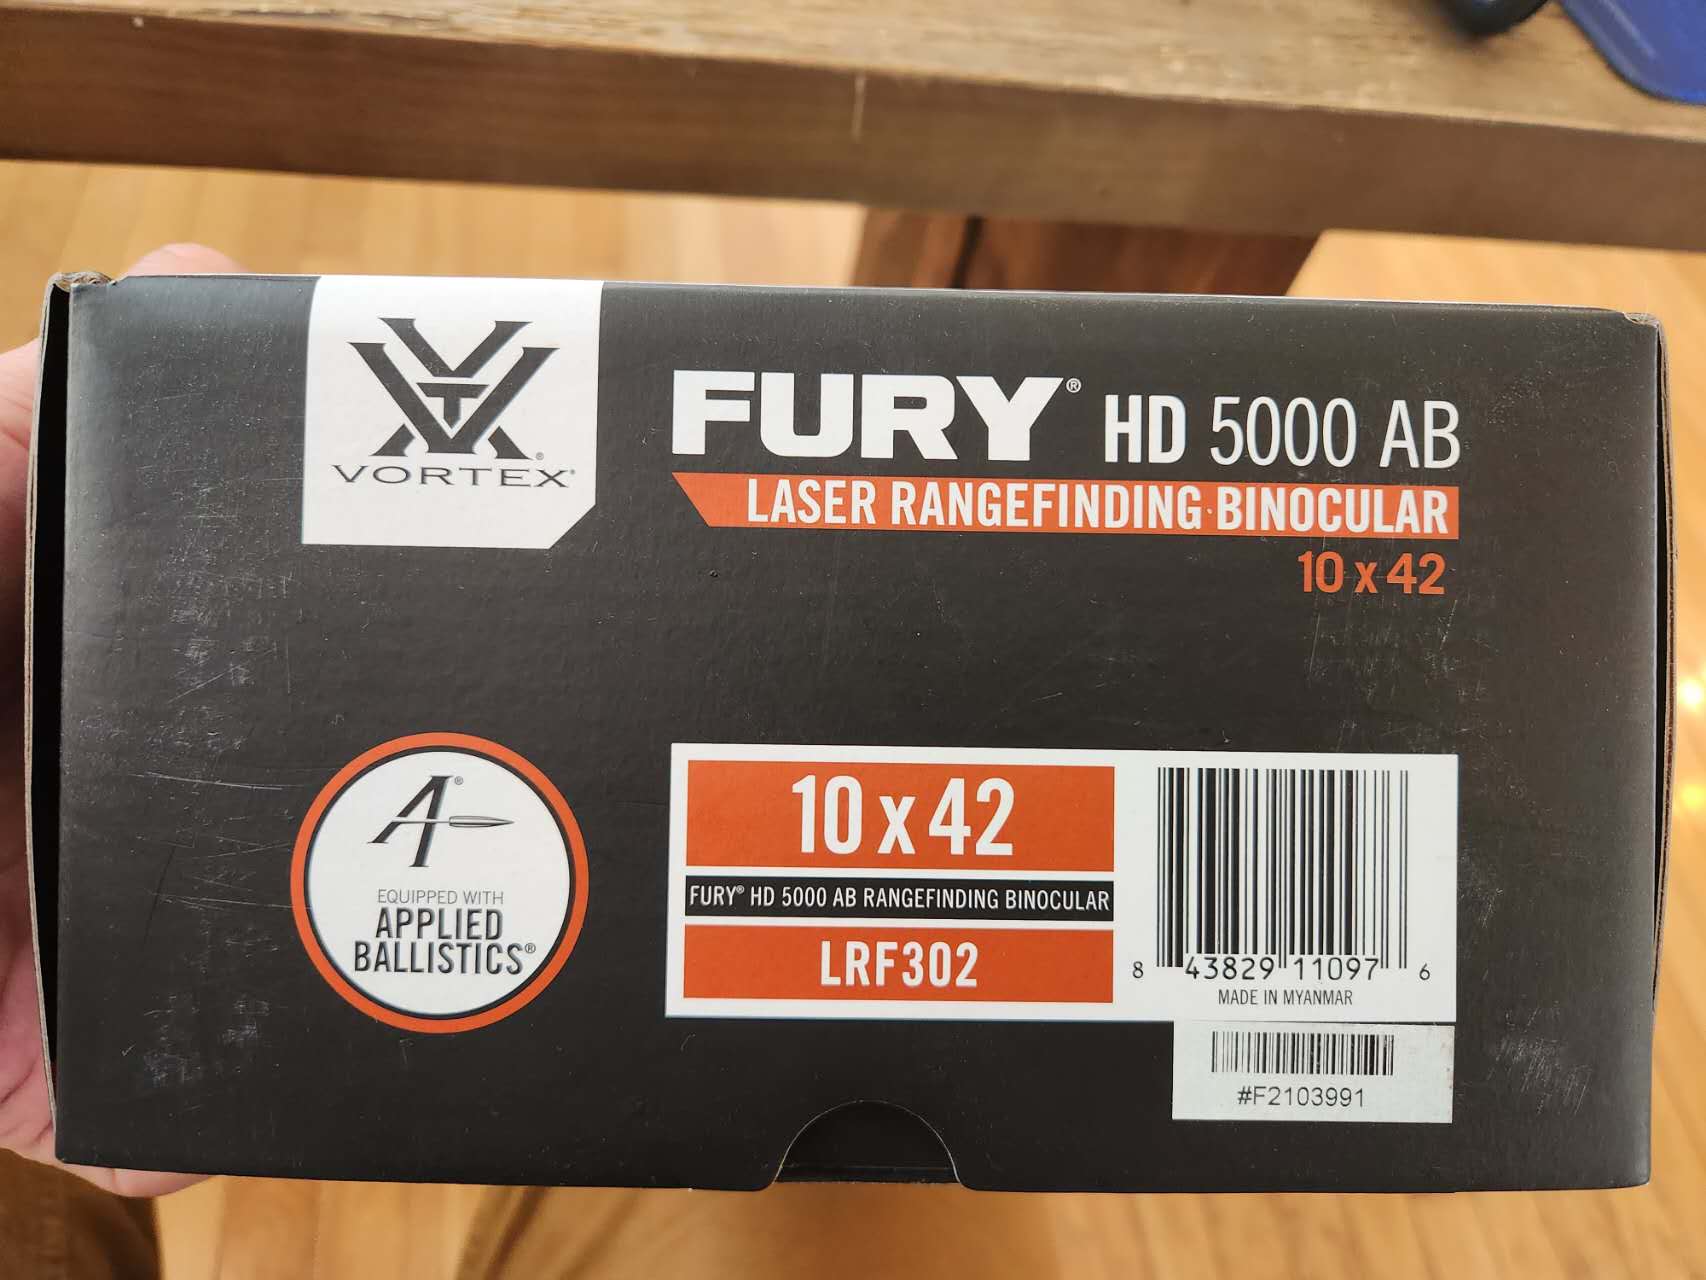 VORTEX®
FURY® HD 5000 AB
LASER RANGEFINDING BINOCULAR
10 x 42
A®
EQUIPPED WITH
APPLIED
BALLISTICS®
10 x 42
FURY® HD 5000 AB RANGEFINDING BINOCULAR
LRF302
8 43829 11097 6
MADE IN MYANMAR
#F2103991